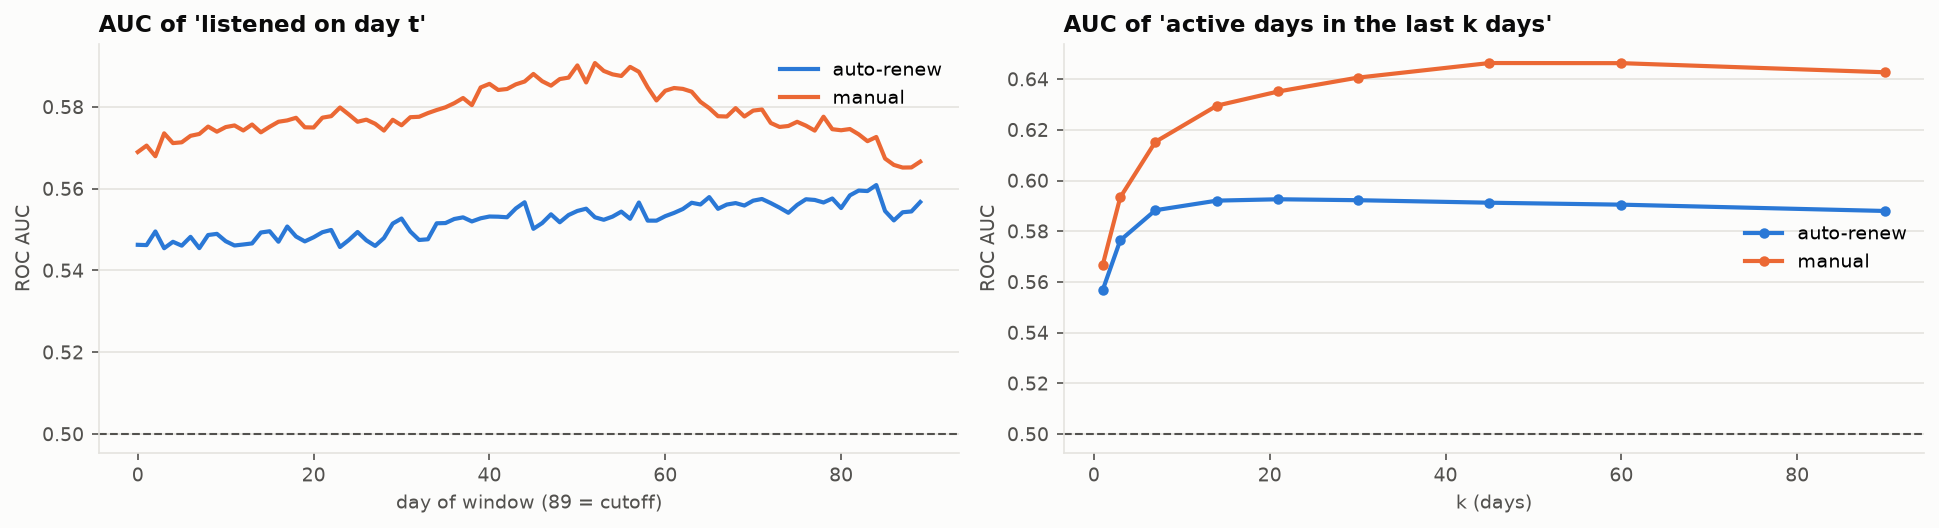 AUC of 'listened on day t'
ROC AUC
0.58
0.56
0.54
0.52
0.50
0
20
40
60
80
day of window (89 = cutoff)
auto-renew
manual
AUC of 'active days in the last k days'
ROC AUC
0.64
0.62
0.60
0.58
0.56
0.54
0.52
0.50
0
20
40
60
80
k (days)
auto-renew
manual